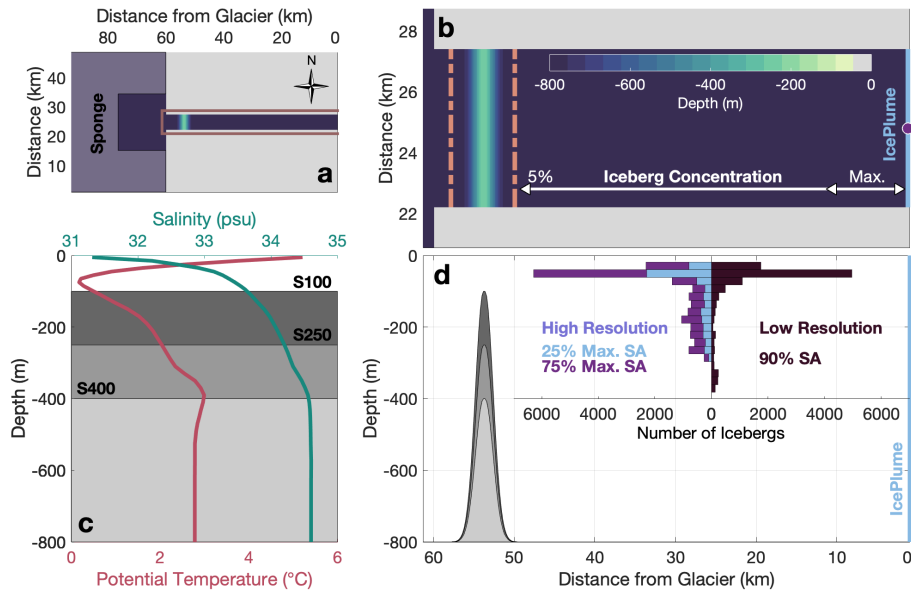 Distance from Glacier (km)
80 60 40 20 0
Distance (km)
40
30
20
10
Sponge
N
a
b
Distance (km)
28
26
24
22
-800 -600 -400 -200 0
Depth (m)
IcePlume
5% Iceberg Concentration Max.
Salinity (psu)
31 32 33 34 35
Depth (m)
0
-200
-400
-600
-800
S100
S250
S400
c
0 2 4 6
Potential Temperature (°C)
d
Depth (m)
0
-200
-400
-600
-800
High Resolution
25% Max. SA
75% Max. SA
Low Resolution
90% SA
6000 4000 2000 0 2000 4000 6000
Number of Icebergs
IcePlume
60 50 40 30 20 10 0
Distance from Glacier (km)